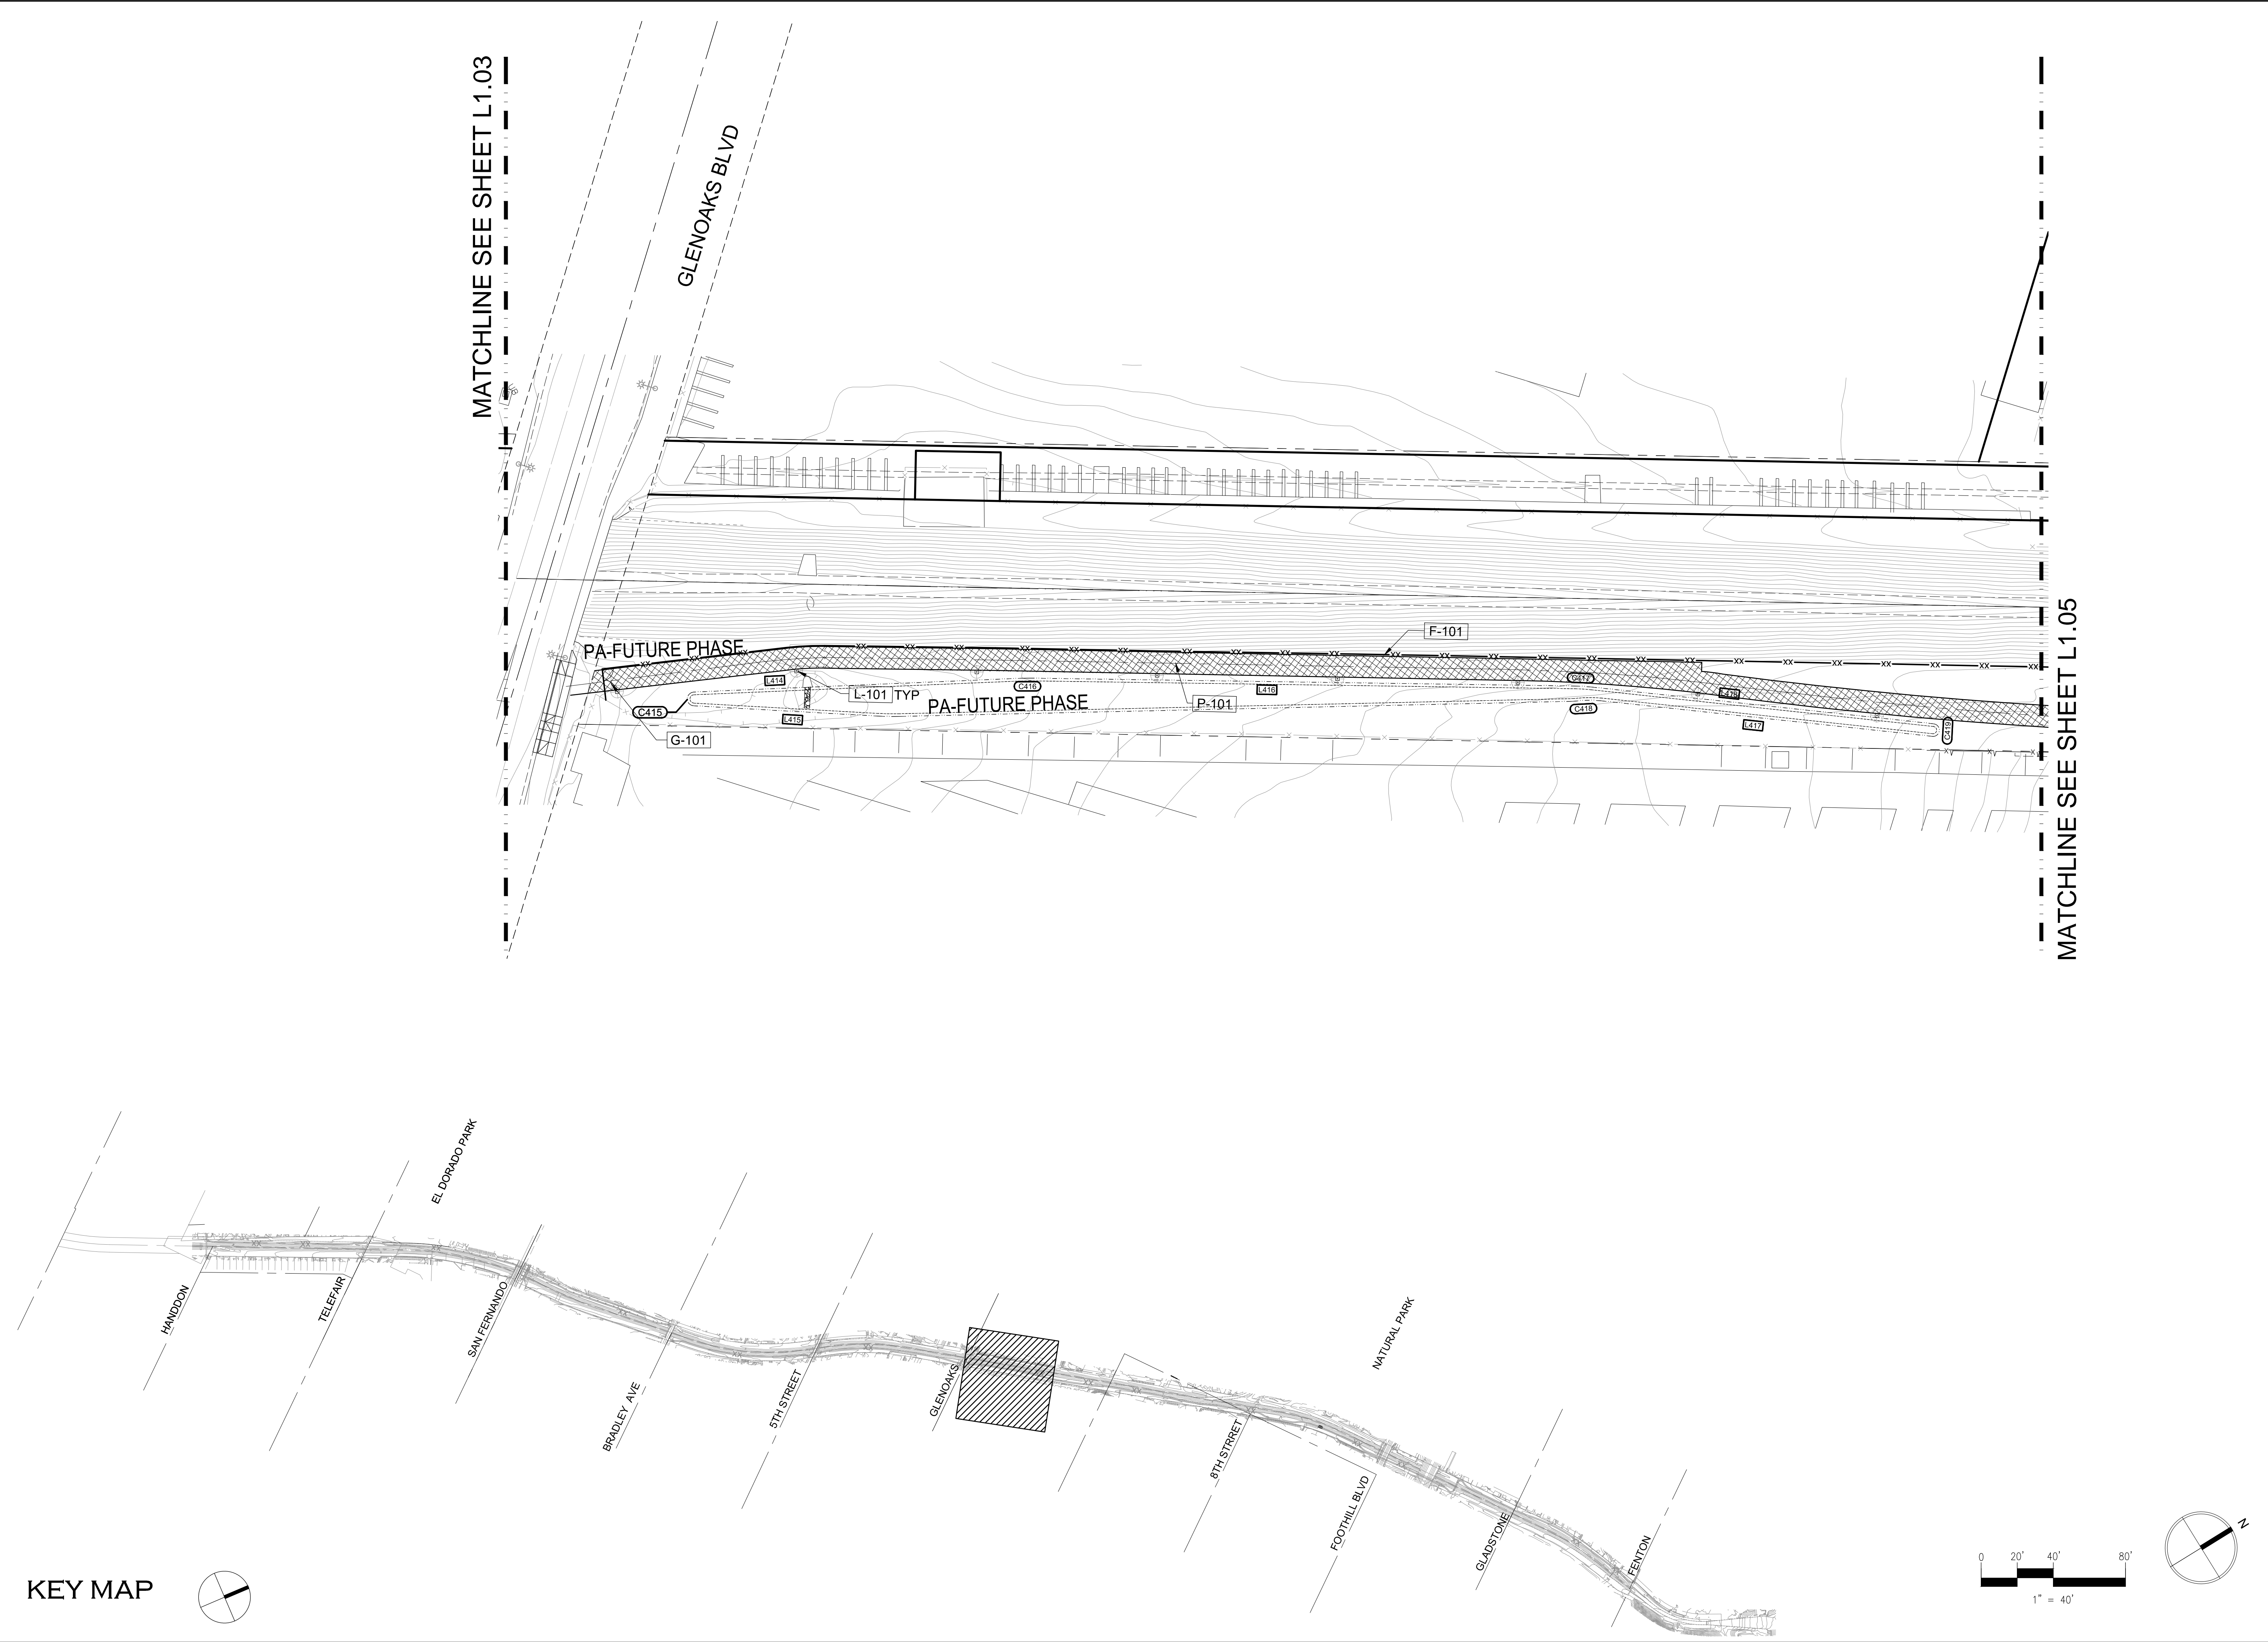 MATCHLINE SEE SHEET L1.03
GLENOAKS BLVD
MATCHLINE SEE SHEET L1.05
F-101
PA-FUTURE PHASE
L414
L-101 TYP
C416
L416
C417
C415
PA-FUTURE PHASE
P-101
C418
L415
L417
C419
G-101
EL DORADO PARK
HANDDON
TELEFAIR
SAN FERNANDO
BRADLEY AVE
5TH STREET
GLENOAKS
NATURAL PARK
8TH STRRET
FOOTHILL BLVD
GLADSTONE
FENTON
KEY MAP
N
0 20' 40' 80'
1" = 40'